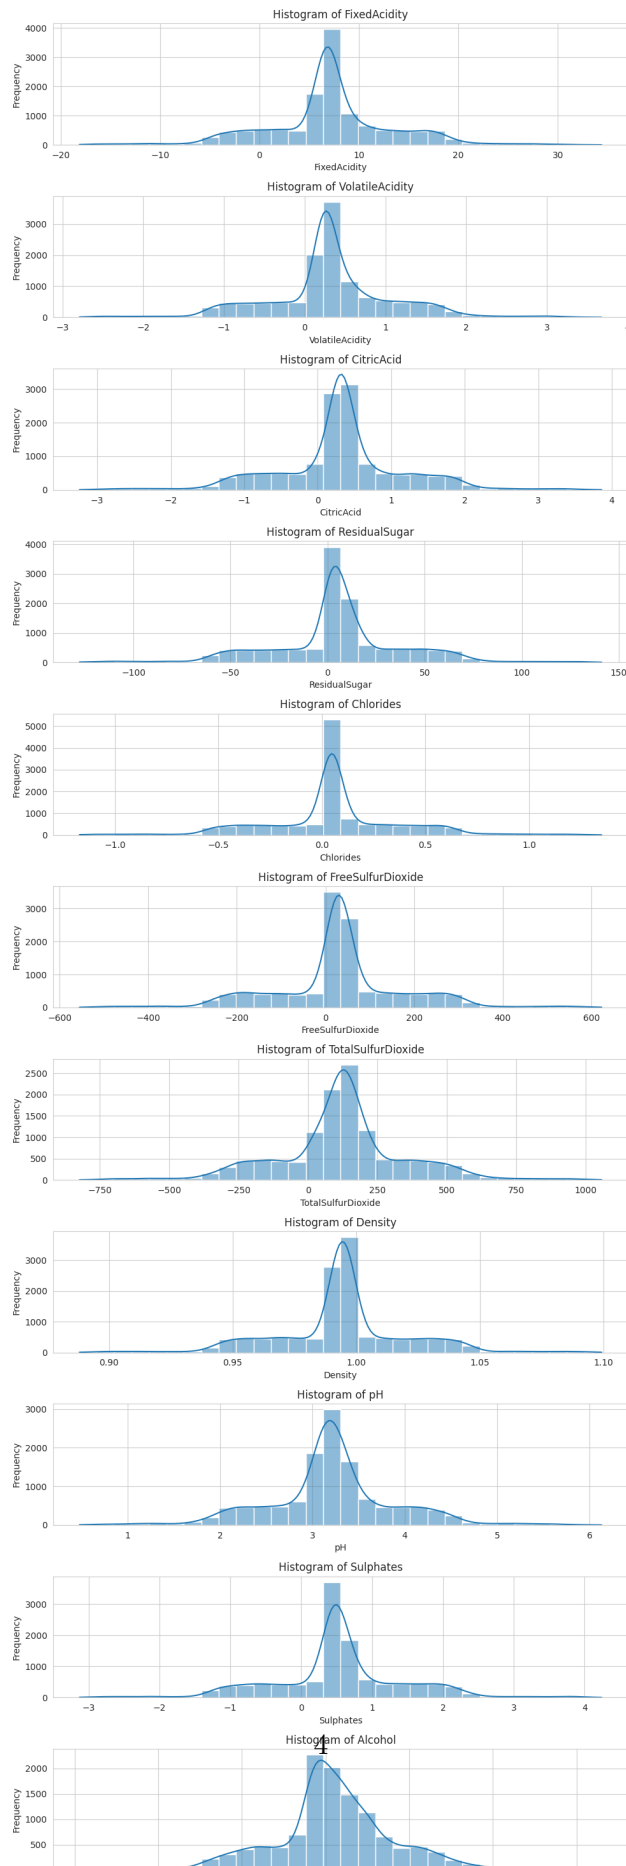 Histogram of FixedAcidity
4000
3000
2000
1000
0
Frequency
−20 −10 0 10 20 30
FixedAcidity
Histogram of VolatileAcidity
3000
2000
1000
0
Frequency
−3 −2 −1 0 1 2 3
VolatileAcidity
Histogram of CitricAcid
3000
2000
1000
0
Frequency
−3 −2 −1 0 1 2 3 4
CitricAcid
Histogram of ResidualSugar
4000
3000
2000
1000
0
Frequency
−100 −50 0 50 100 150
ResidualSugar
Histogram of Chlorides
5000
4000
3000
2000
1000
0
Frequency
−1.0 −0.5 0.0 0.5 1.0
Chlorides
Histogram of FreeSulfurDioxide
3000
2000
1000
0
Frequency
−600 −400 −200 0 200 400 600
FreeSulfurDioxide
Histogram of TotalSulfurDioxide
2500
2000
1500
1000
500
0
Frequency
−750 −500 −250 0 250 500 750 1000
TotalSulfurDioxide
Histogram of Density
3000
2000
1000
0
Frequency
0.90 0.95 1.00 1.05 1.10
Density
Histogram of pH
3000
2000
1000
0
Frequency
1 2 3 4 5 6
pH
Histogram of Sulphates
3000
2000
1000
0
Frequency
−3 −2 −1 0 1 2 3 4
Sulphates
Histogram of Alcohol
4
2000
1500
1000
500
Frequency